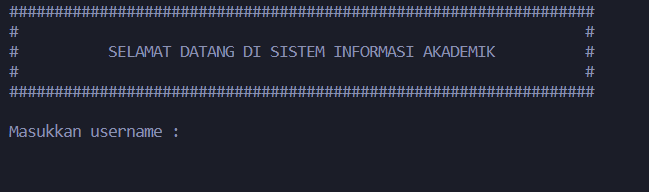 #################################################################
#                                                               #
#          SELAMAT DATANG DI SISTEM INFORMASI AKADEMIK          #
#                                                               #
#################################################################
Masukkan username :